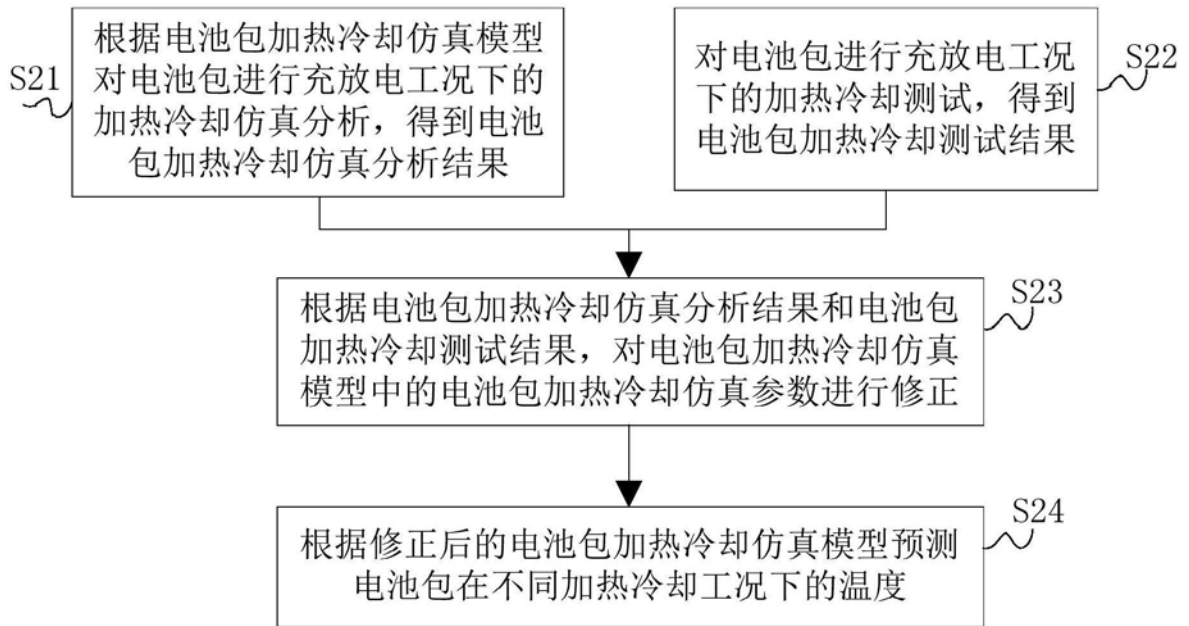 S21
根据电池包加热冷却仿真模型
对电池包进行充放电工况下的
加热冷却仿真分析，得到电池
包加热冷却仿真分析结果
对电池包进行充放电工况
下的加热冷却测试，得到
电池包加热冷却测试结果
S22
根据电池包加热冷却仿真分析结果和电池包
加热冷却测试结果，对电池包加热冷却仿真
模型中的电池包加热冷却仿真参数进行修正
S23
根据修正后的电池包加热冷却仿真模型预测
电池包在不同加热冷却工况下的温度
S24